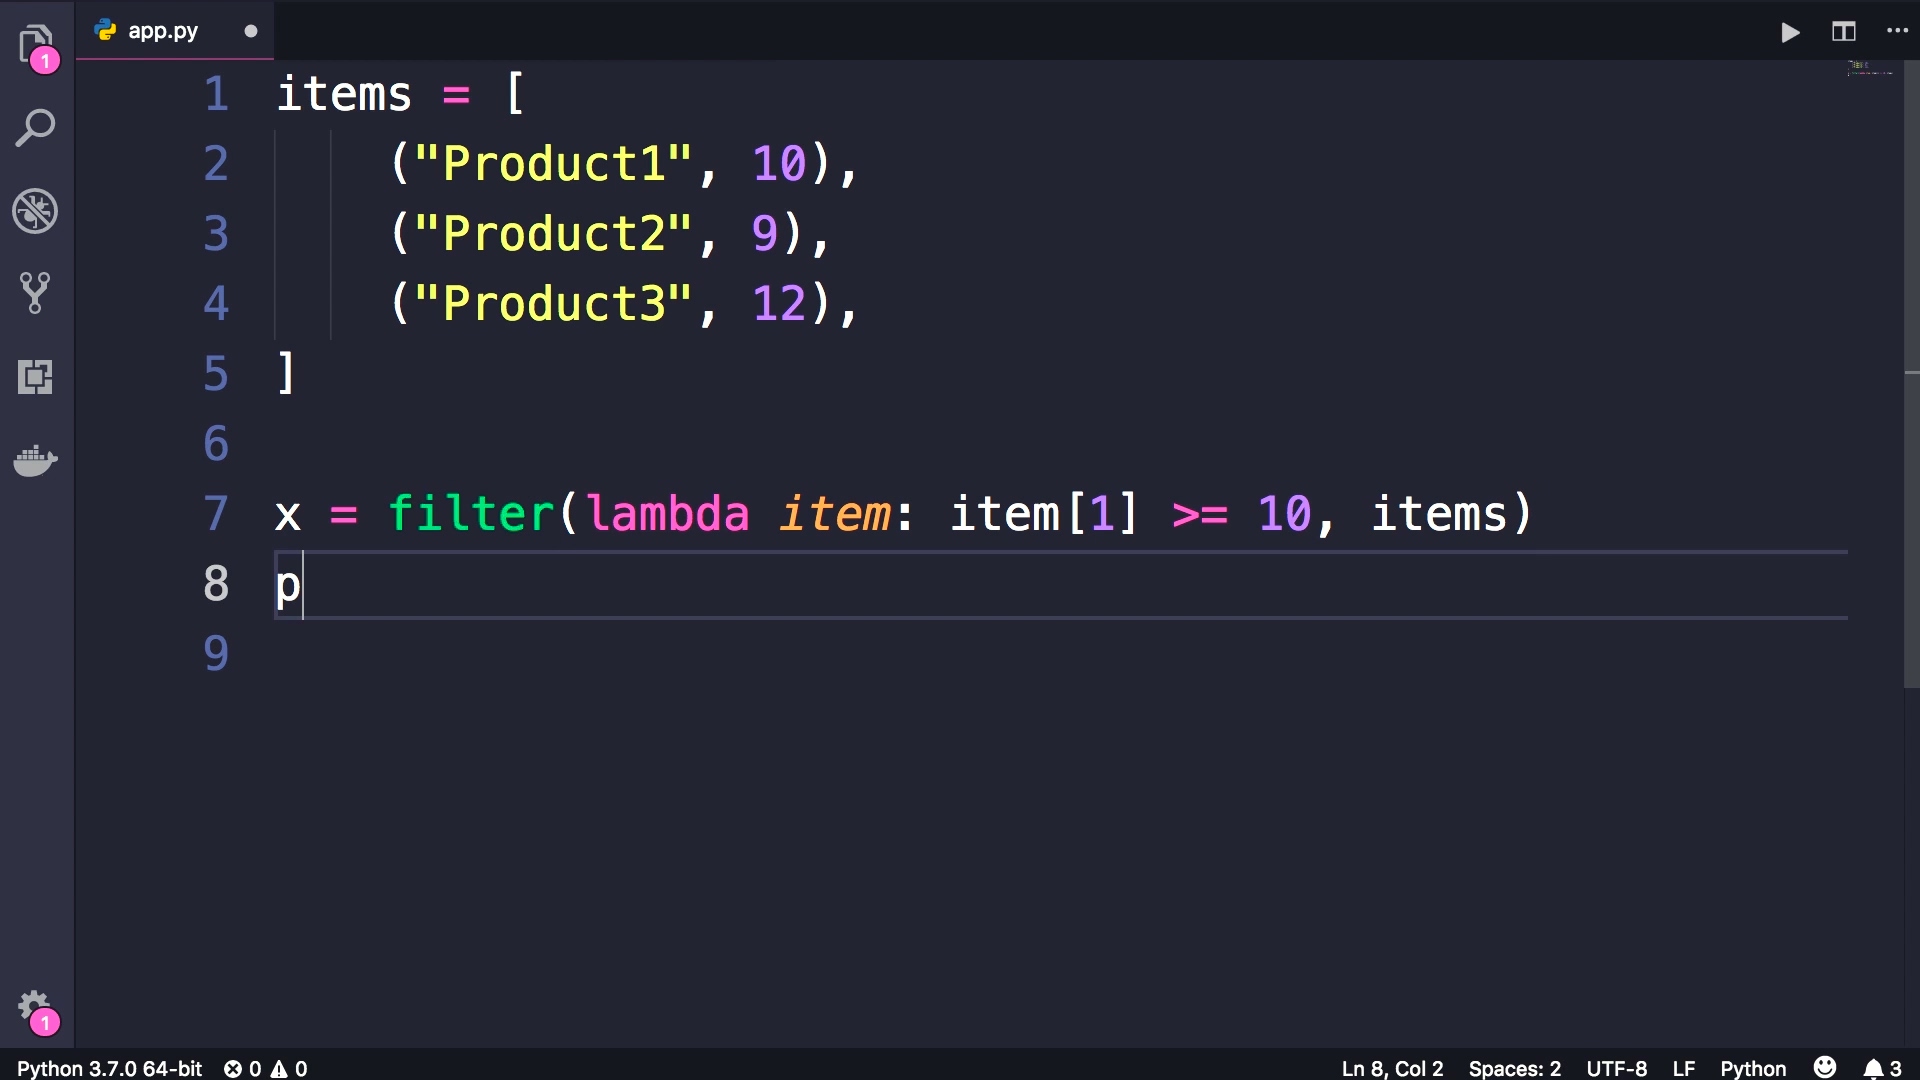 1
app.py
1 items = [
2     ("Product1", 10),
3     ("Product2", 9),
4     ("Product3", 12),
5 ]
6
7 x = filter(lambda item: item[1] >= 10, items)
8 p
9
1
Python 3.7.0 64-bit 0 0 Ln 8, Col 2 Spaces: 2 UTF-8 LF Python 3